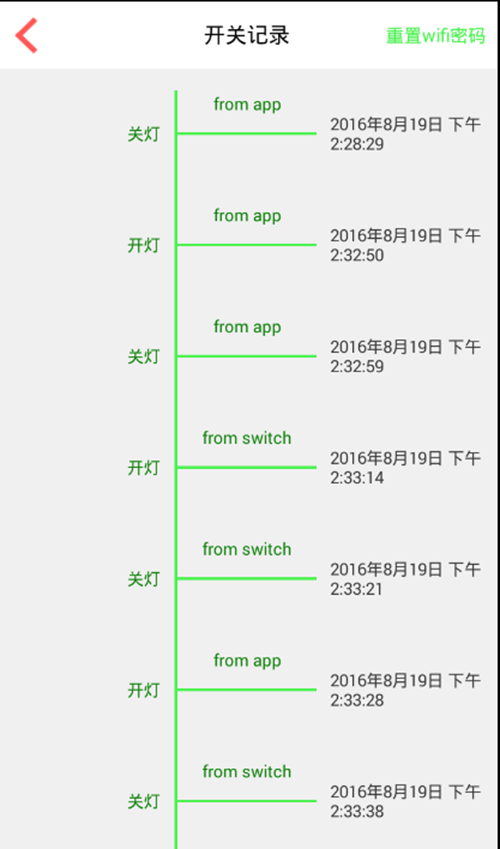 开关记录
重置wifi密码
from app
关灯
2016年8月19日 下午
2:28:29
from app
开灯
2016年8月19日 下午
2:32:50
from app
关灯
2016年8月19日 下午
2:32:59
from switch
开灯
2016年8月19日 下午
2:33:14
from switch
关灯
2016年8月19日 下午
2:33:21
from app
开灯
2016年8月19日 下午
2:33:28
from switch
关灯
2016年8月19日 下午
2:33:38